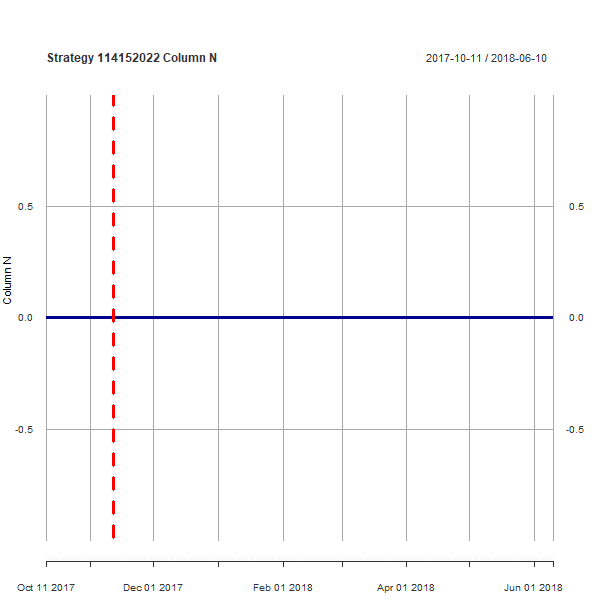 Strategy 114152022 Column N
2017-10-11 / 2018-06-10
0.5
0.5
Column N
0.0
0.0
-0.5
-0.5
Oct 11 2017
Dec 01 2017
Feb 01 2018
Apr 01 2018
Jun 01 2018